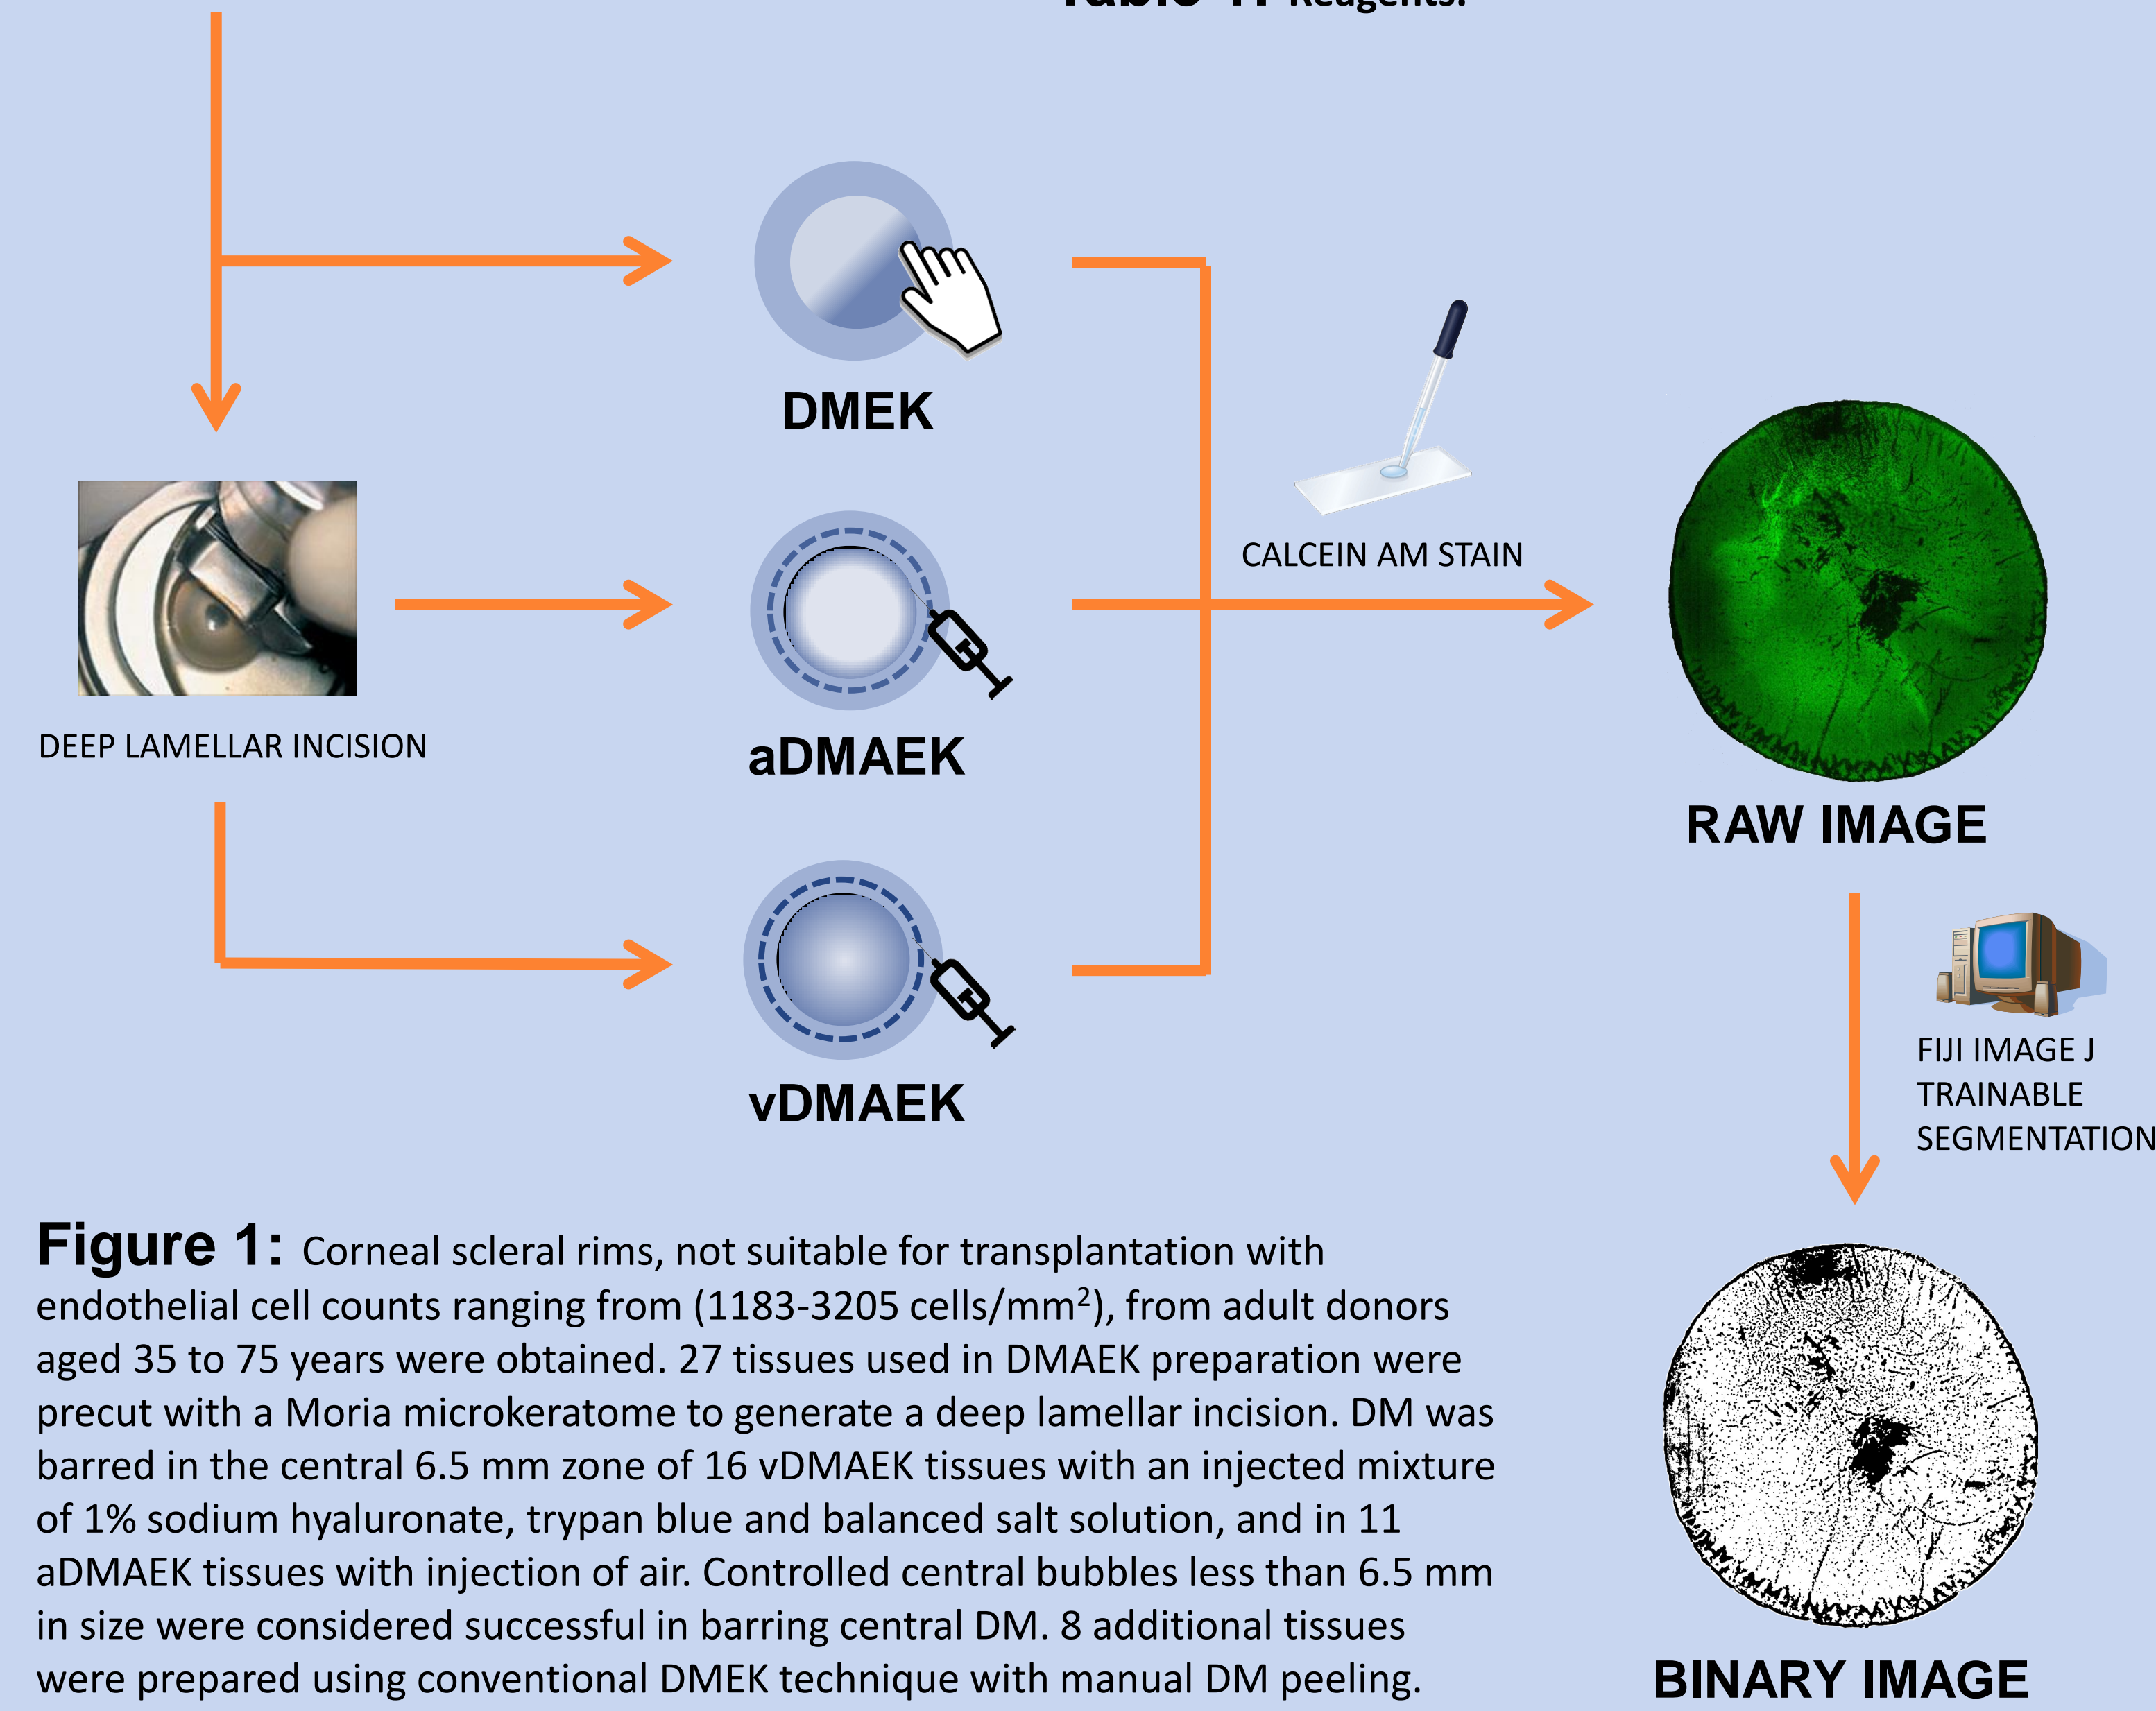 Table 1: Reagents.
DMEK
CALCEIN AM STAIN
DEEP LAMELLAR INCISION
aDMAEK
RAW IMAGE
vDMAEK
FIJI IMAGE J
TRAINABLE
SEGMENTATION
Figure 1: Corneal scleral rims, not suitable for transplantation with
endothelial cell counts ranging from (1183-3205 cells/mm²), from adult donors
aged 35 to 75 years were obtained. 27 tissues used in DMAEK preparation were
precut with a Moria microkeratome to generate a deep lamellar incision. DM was
barred in the central 6.5 mm zone of 16 vDMAEK tissues with an injected mixture
of 1% sodium hyaluronate, trypan blue and balanced salt solution, and in 11
aDMAEK tissues with injection of air. Controlled central bubbles less than 6.5 mm
in size were considered successful in barring central DM. 8 additional tissues
were prepared using conventional DMEK technique with manual DM peeling.
BINARY IMAGE